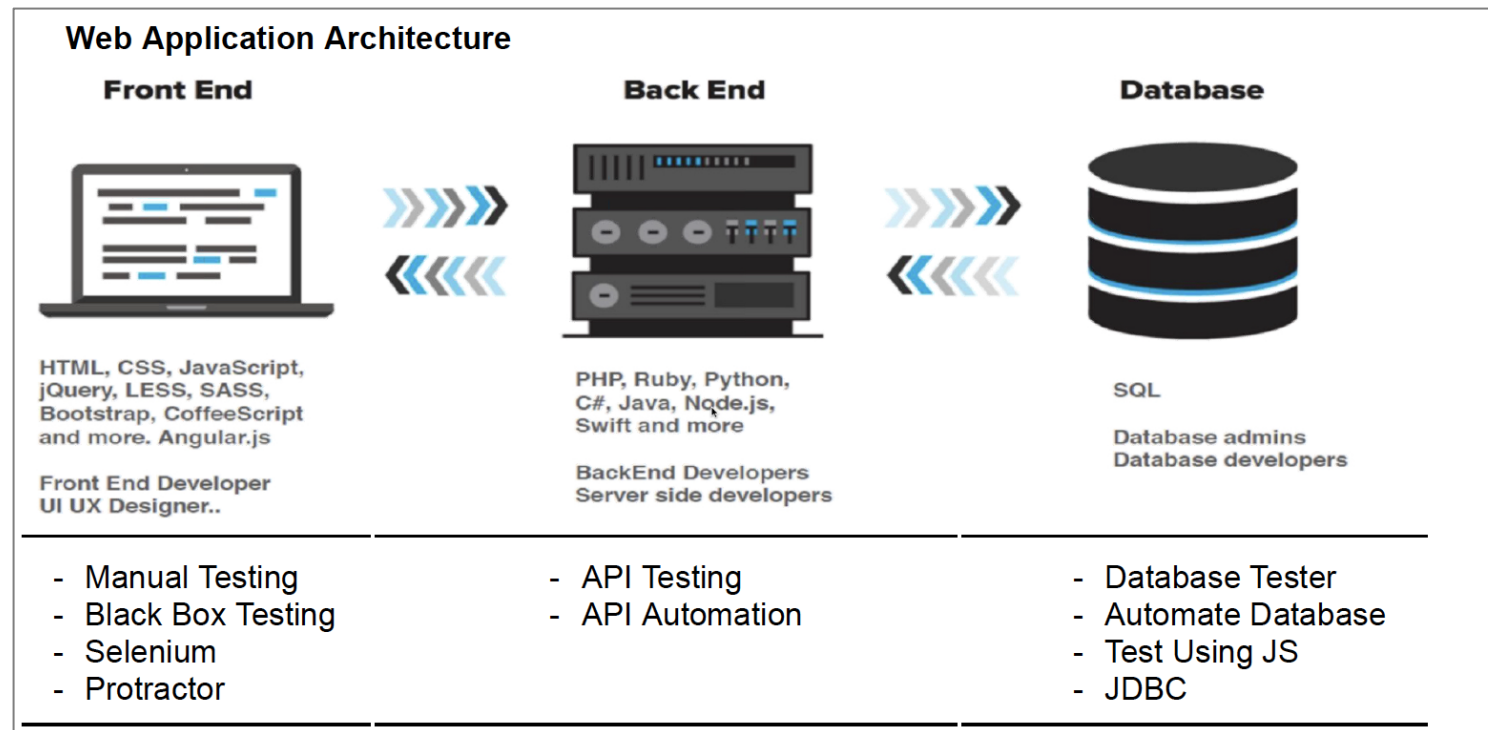 Web Application Architecture
Front End
Back End
Database
HTML, CSS, JavaScript,
jQuery, LESS, SASS,
Bootstrap, CoffeeScript
and more. Angular.js
Front End Developer
UI UX Designer..
PHP, Ruby, Python,
C#, Java, Node.js,
Swift and more
BackEnd Developers
Server side developers
SQL
Database admins
Database developers
- Manual Testing
- Black Box Testing
- Selenium
- Protractor
- API Testing
- API Automation
- Database Tester
- Automate Database
- Test Using JS
- JDBC